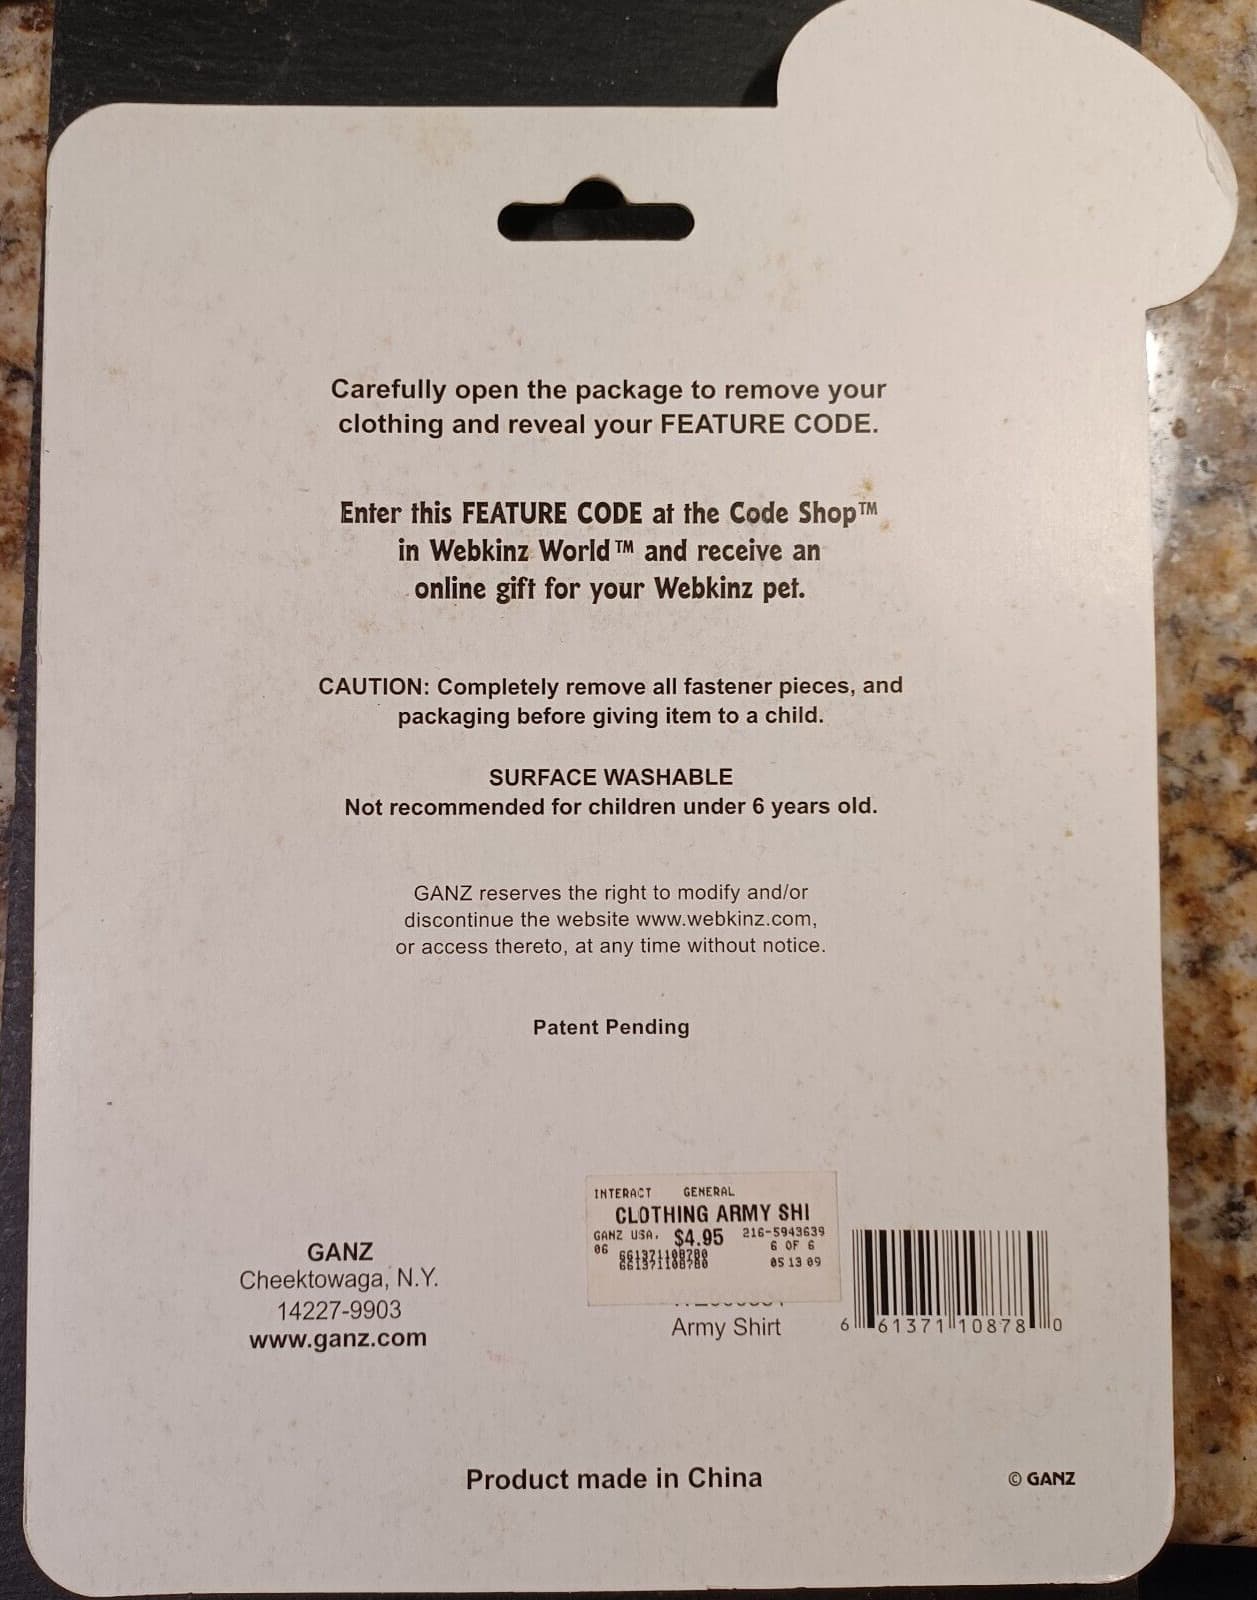 Carefully open the package to remove your
clothing and reveal your FEATURE CODE.
Enter this FEATURE CODE at the Code Shop™
in Webkinz World™ and receive an
online gift for your Webkinz pet.
CAUTION: Completely remove all fastener pieces, and
packaging before giving item to a child.
SURFACE WASHABLE
Not recommended for children under 6 years old.
GANZ reserves the right to modify and/or
discontinue the website www.webkinz.com,
or access thereto, at any time without notice.
Patent Pending
INTERACT GENERAL
CLOTHING ARMY SHI
GANZ USA, $4.95 216-5943639
06 661371108780 6 OF 6
661371108780 05 13 09
GANZ
Cheektowaga, N.Y.
14227-9903
www.ganz.com
Army Shirt
6 61371 10878 0
Product made in China
© GANZ